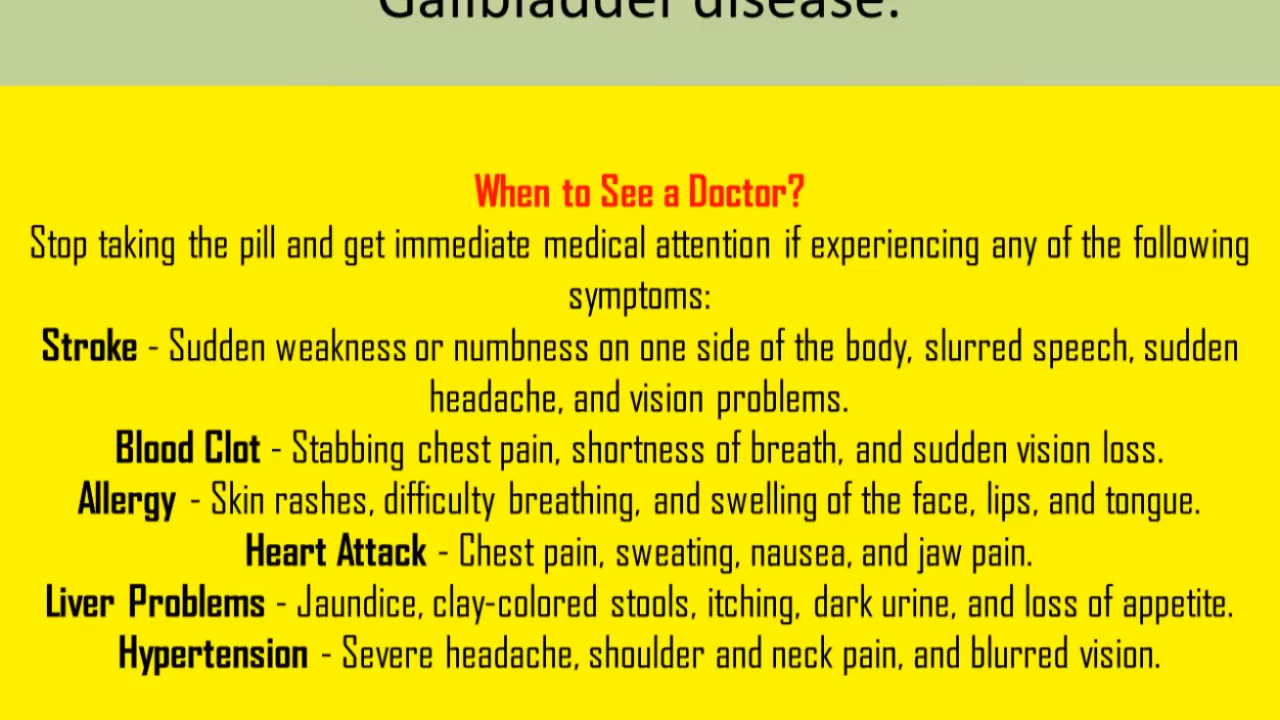 Gallbladder disease.
When to See a Doctor?
Stop taking the pill and get immediate medical attention if experiencing any of the following
symptoms:
Stroke - Sudden weakness or numbness on one side of the body, slurred speech, sudden
headache, and vision problems.
Blood Clot - Stabbing chest pain, shortness of breath, and sudden vision loss.
Allergy - Skin rashes, difficulty breathing, and swelling of the face, lips, and tongue.
Heart Attack - Chest pain, sweating, nausea, and jaw pain.
Liver Problems - Jaundice, clay-colored stools, itching, dark urine, and loss of appetite.
Hypertension - Severe headache, shoulder and neck pain, and blurred vision.